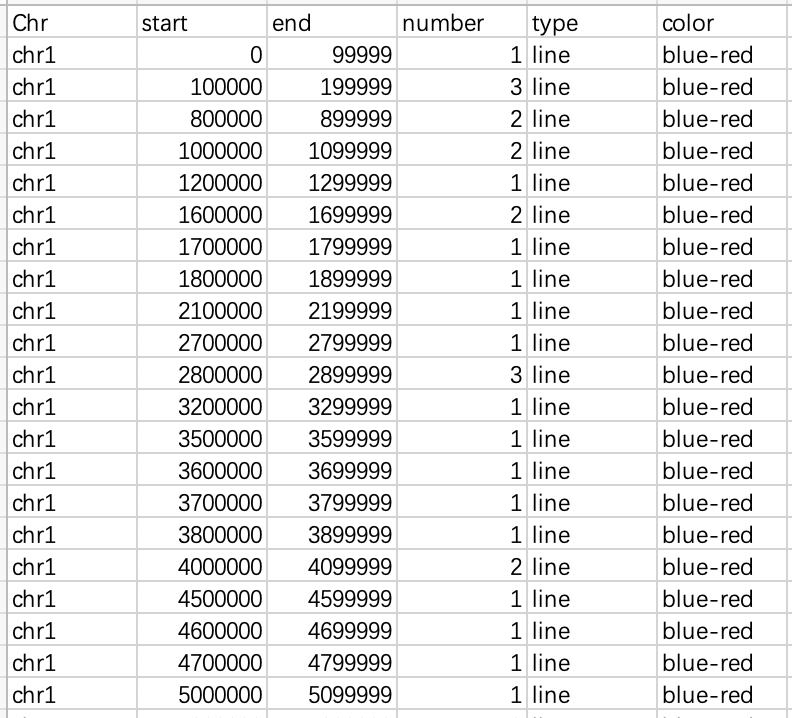 Chr start end number type color
chr1 0 99999 1 line blue-red
chr1 100000 199999 3 line blue-red
chr1 800000 899999 2 line blue-red
chr1 1000000 1099999 2 line blue-red
chr1 1200000 1299999 1 line blue-red
chr1 1600000 1699999 2 line blue-red
chr1 1700000 1799999 1 line blue-red
chr1 1800000 1899999 1 line blue-red
chr1 2100000 2199999 1 line blue-red
chr1 2700000 2799999 1 line blue-red
chr1 2800000 2899999 3 line blue-red
chr1 3200000 3299999 1 line blue-red
chr1 3500000 3599999 1 line blue-red
chr1 3600000 3699999 1 line blue-red
chr1 3700000 3799999 1 line blue-red
chr1 3800000 3899999 1 line blue-red
chr1 4000000 4099999 2 line blue-red
chr1 4500000 4599999 1 line blue-red
chr1 4600000 4699999 1 line blue-red
chr1 4700000 4799999 1 line blue-red
chr1 5000000 5099999 1 line blue-red